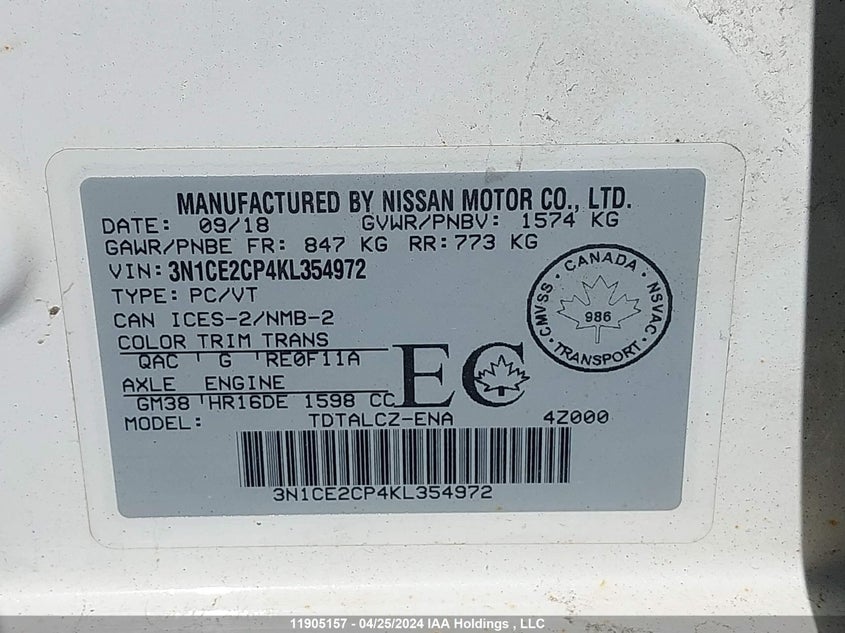 MANUFACTURED BY NISSAN MOTOR CO., LTD.
DATE: 09/18 GVWR/PNBV: 1574 KG
GAWR/PNBE FR: 847 KG RR:773 KG
VIN: 3N1CE2CP4KL354972
TYPE: PC/VT
CAN ICES-2/NMB-2
COLOR TRIM TRANS
QAC G RE0F11A
AXLE ENGINE
GM38 HR16DE 1598 CC
EC
CANADA
CMVSS 986 NSVAC
TRANSPORT
MODEL: TDTALCZ-ENA 4Z000
3N1CE2CP4KL354972
11905157 - 04/25/2024 IAA Holdings , LLC